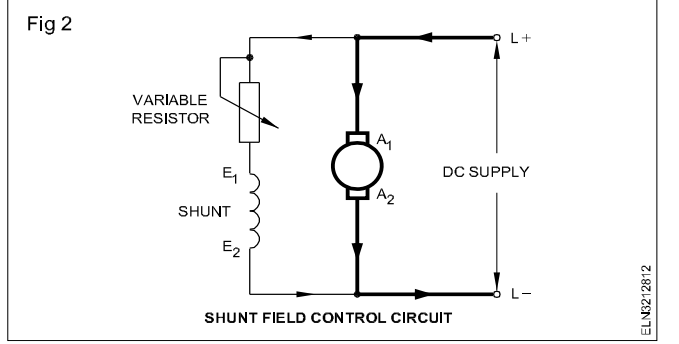 Fig 2
L+
VARIABLE
RESISTOR
A1
E1
DC SUPPLY
A2
SHUNT
E2
L−
SHUNT FIELD CONTROL CIRCUIT
ELN3212812